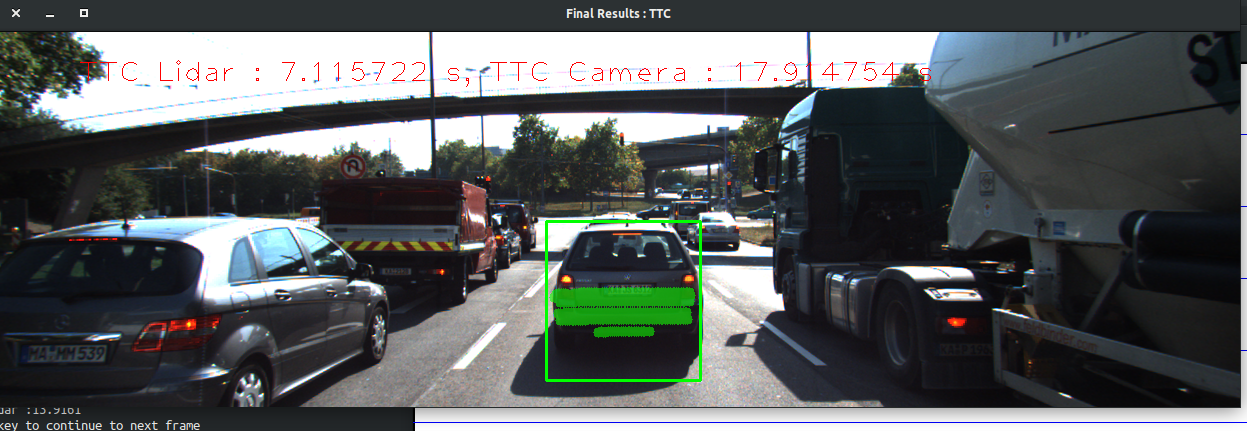 Final Results : TTC
TTC Lidar : 7.115722 s, TTC Camera : 17.914754 s
MA MM 539
dar :13.9161
key to continue to next frame